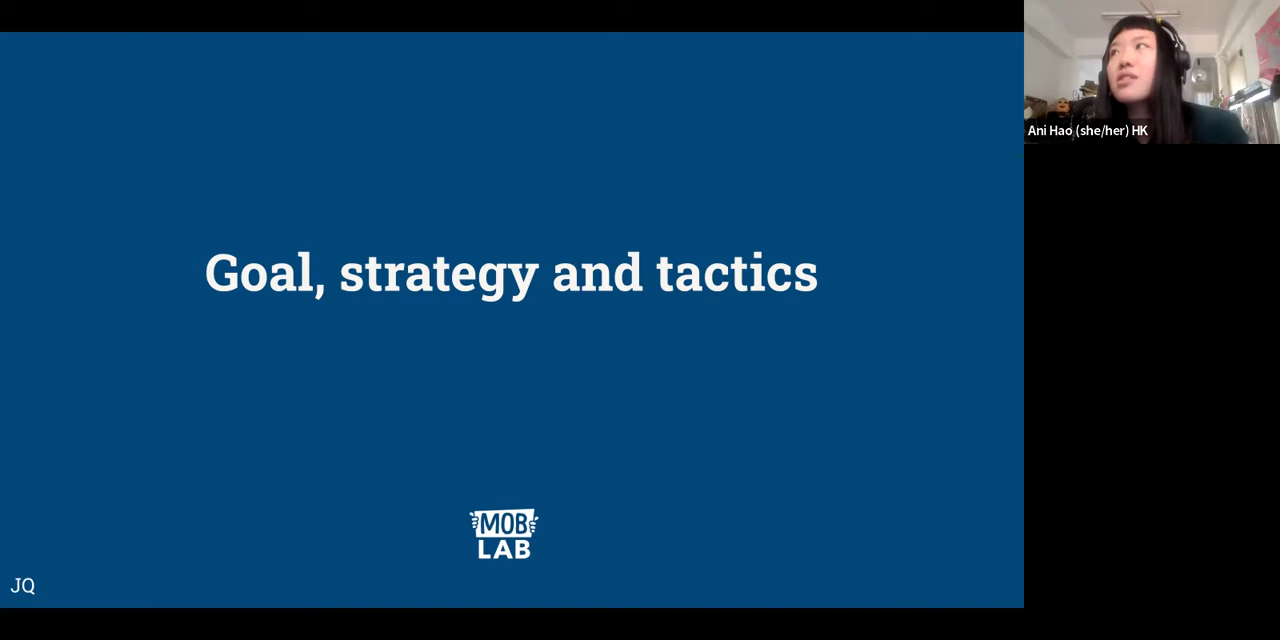 Goal, strategy and tactics
MOB
LAB
JQ
Ani Hao (she/her) HK